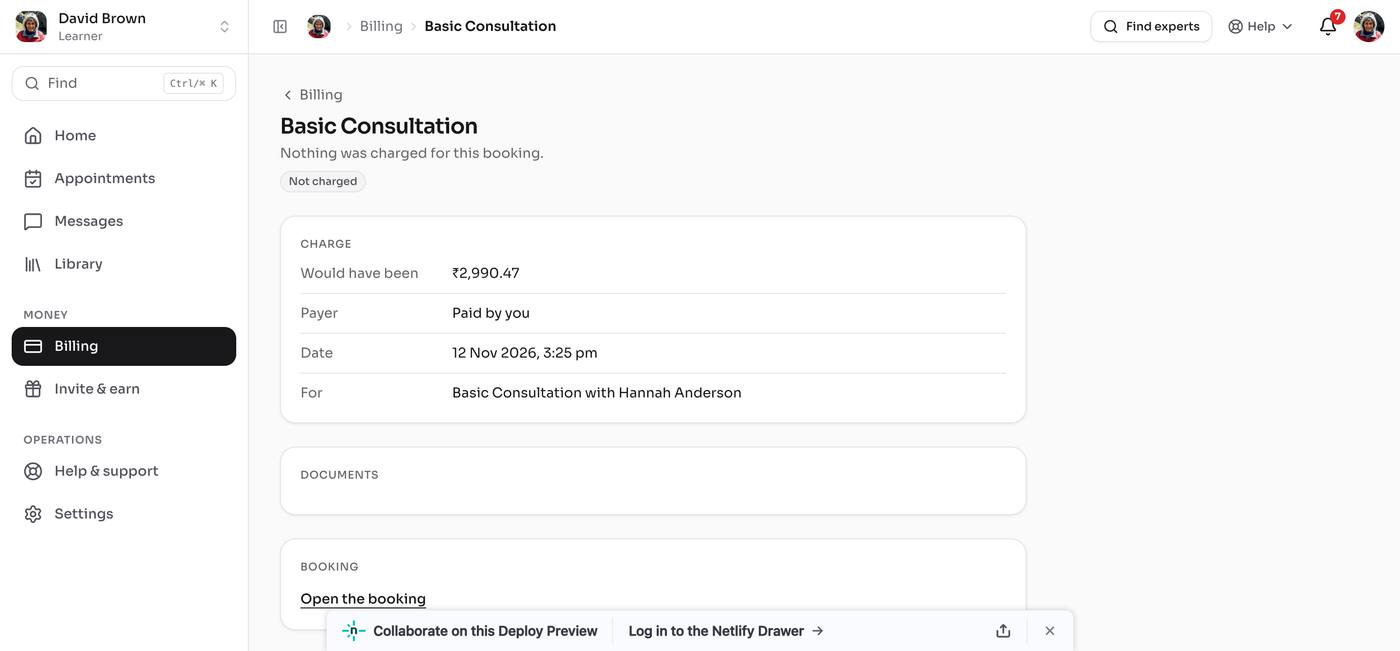 David Brown
Learner
Find
Ctrl/⌘ K
Home
Appointments
Messages
Library
MONEY
Billing
Invite & earn
OPERATIONS
Help & support
Settings
Billing
Basic Consultation
Find experts
Help
7
Billing
Basic Consultation
Nothing was charged for this booking.
Not charged
CHARGE
Would have been ₹2,990.47
Payer Paid by you
Date 12 Nov 2026, 3:25 pm
For Basic Consultation with Hannah Anderson
DOCUMENTS
BOOKING
Open the booking
Collaborate on this Deploy Preview
Log in to the Netlify Drawer →